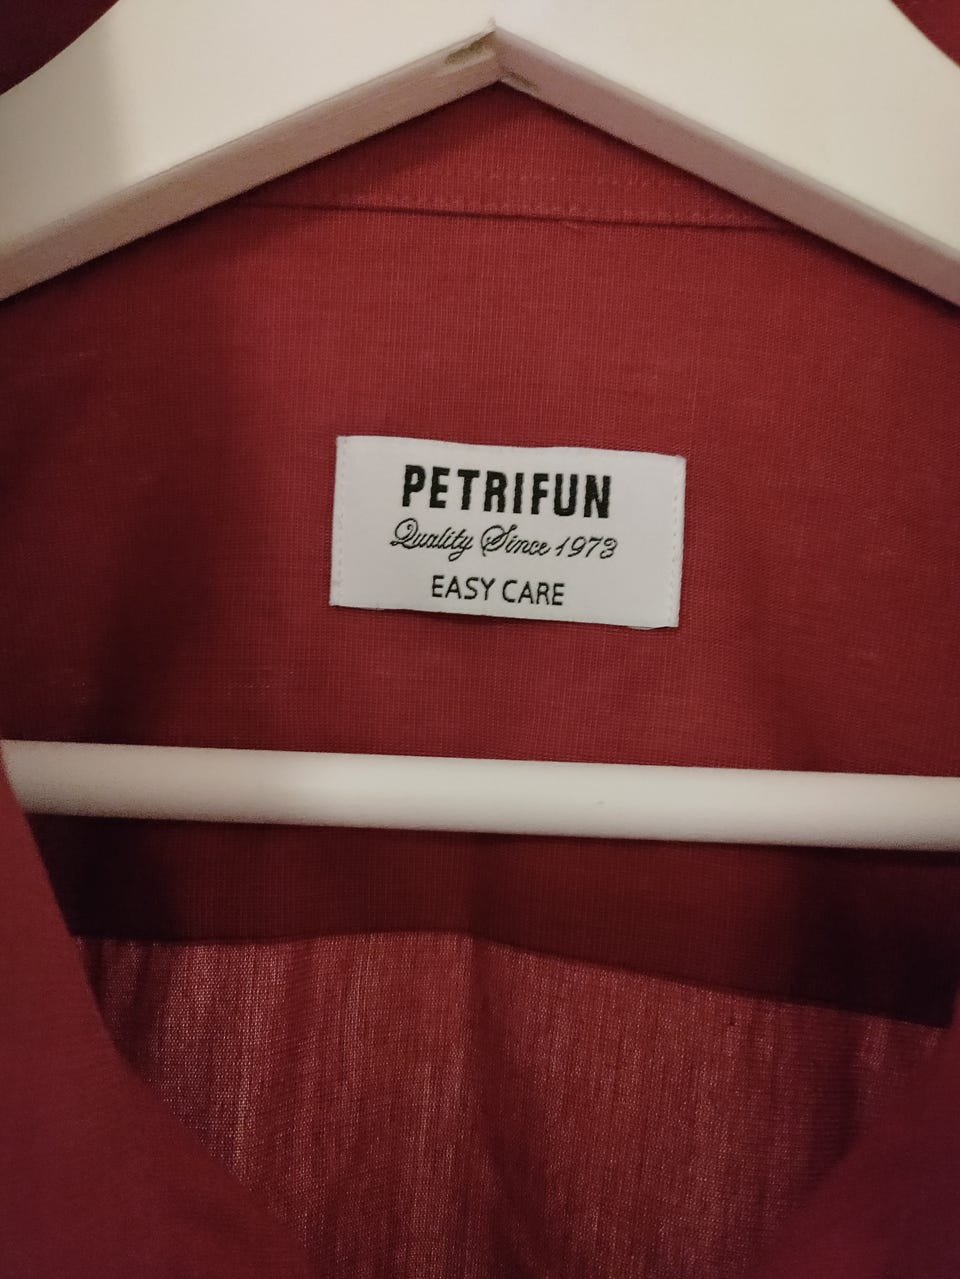 PETRIFUN
Quality Since 1973
EASY CARE